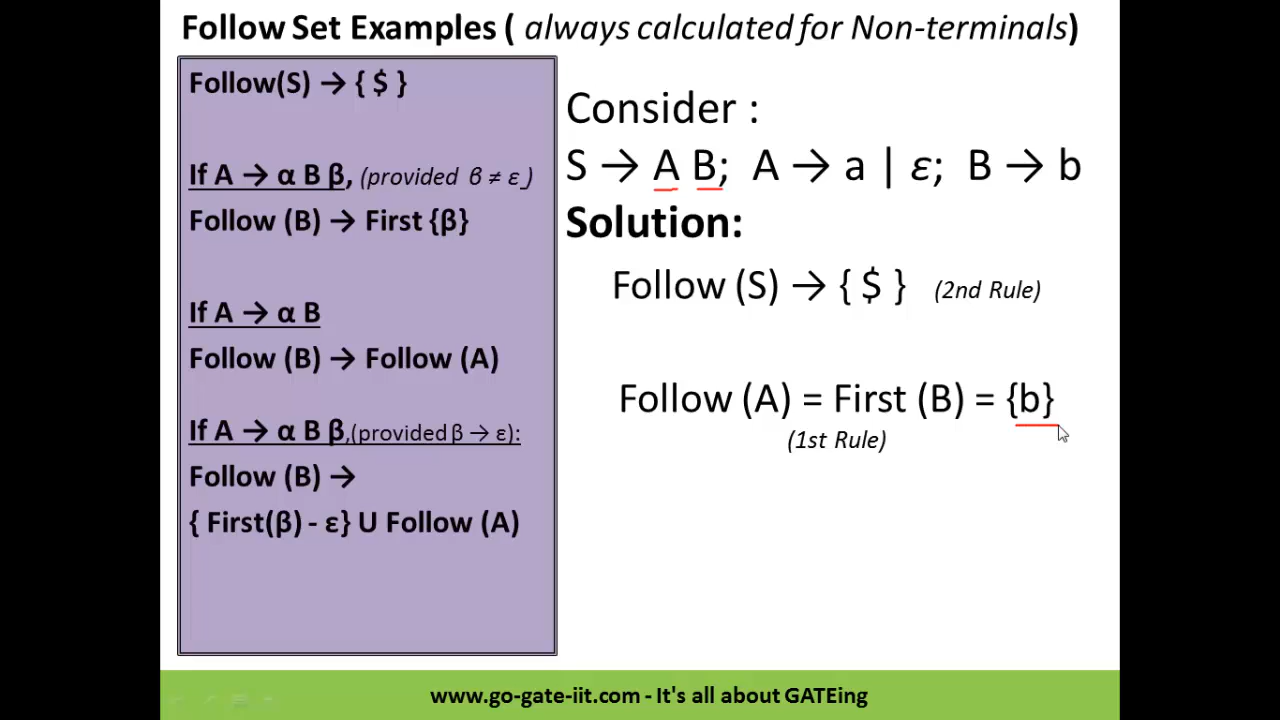 Follow Set Examples ( always calculated for Non-terminals)
Follow(S) → { $ }
If A → α B β, (provided β ≠ ε )
Follow (B) → First {β}
If A → α B
Follow (B) → Follow (A)
If A → α B β,(provided β → ε):
Follow (B) →
{ First(β) - ε} U Follow (A)
Consider :
S → A B; A → a | ε; B → b
Solution:
Follow (S) → { $ } (2nd Rule)
Follow (A) = First (B) = {b}
(1st Rule)
www.go-gate-iit.com - It's all about GATEing